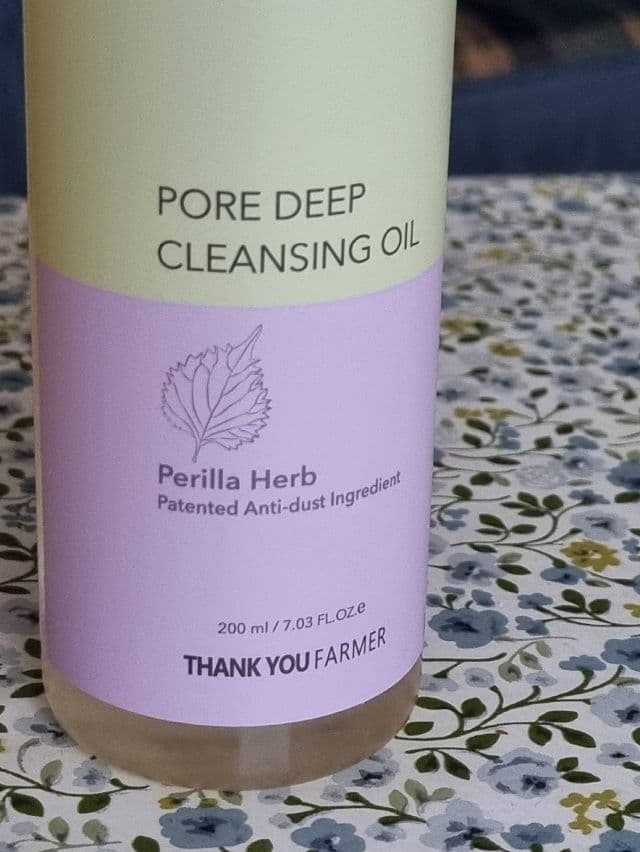 PORE DEEP
CLEANSING OIL
Perilla Herb
Patented Anti-dust Ingredient
200 ml / 7.03 FL.OZ.e
THANK YOU FARMER